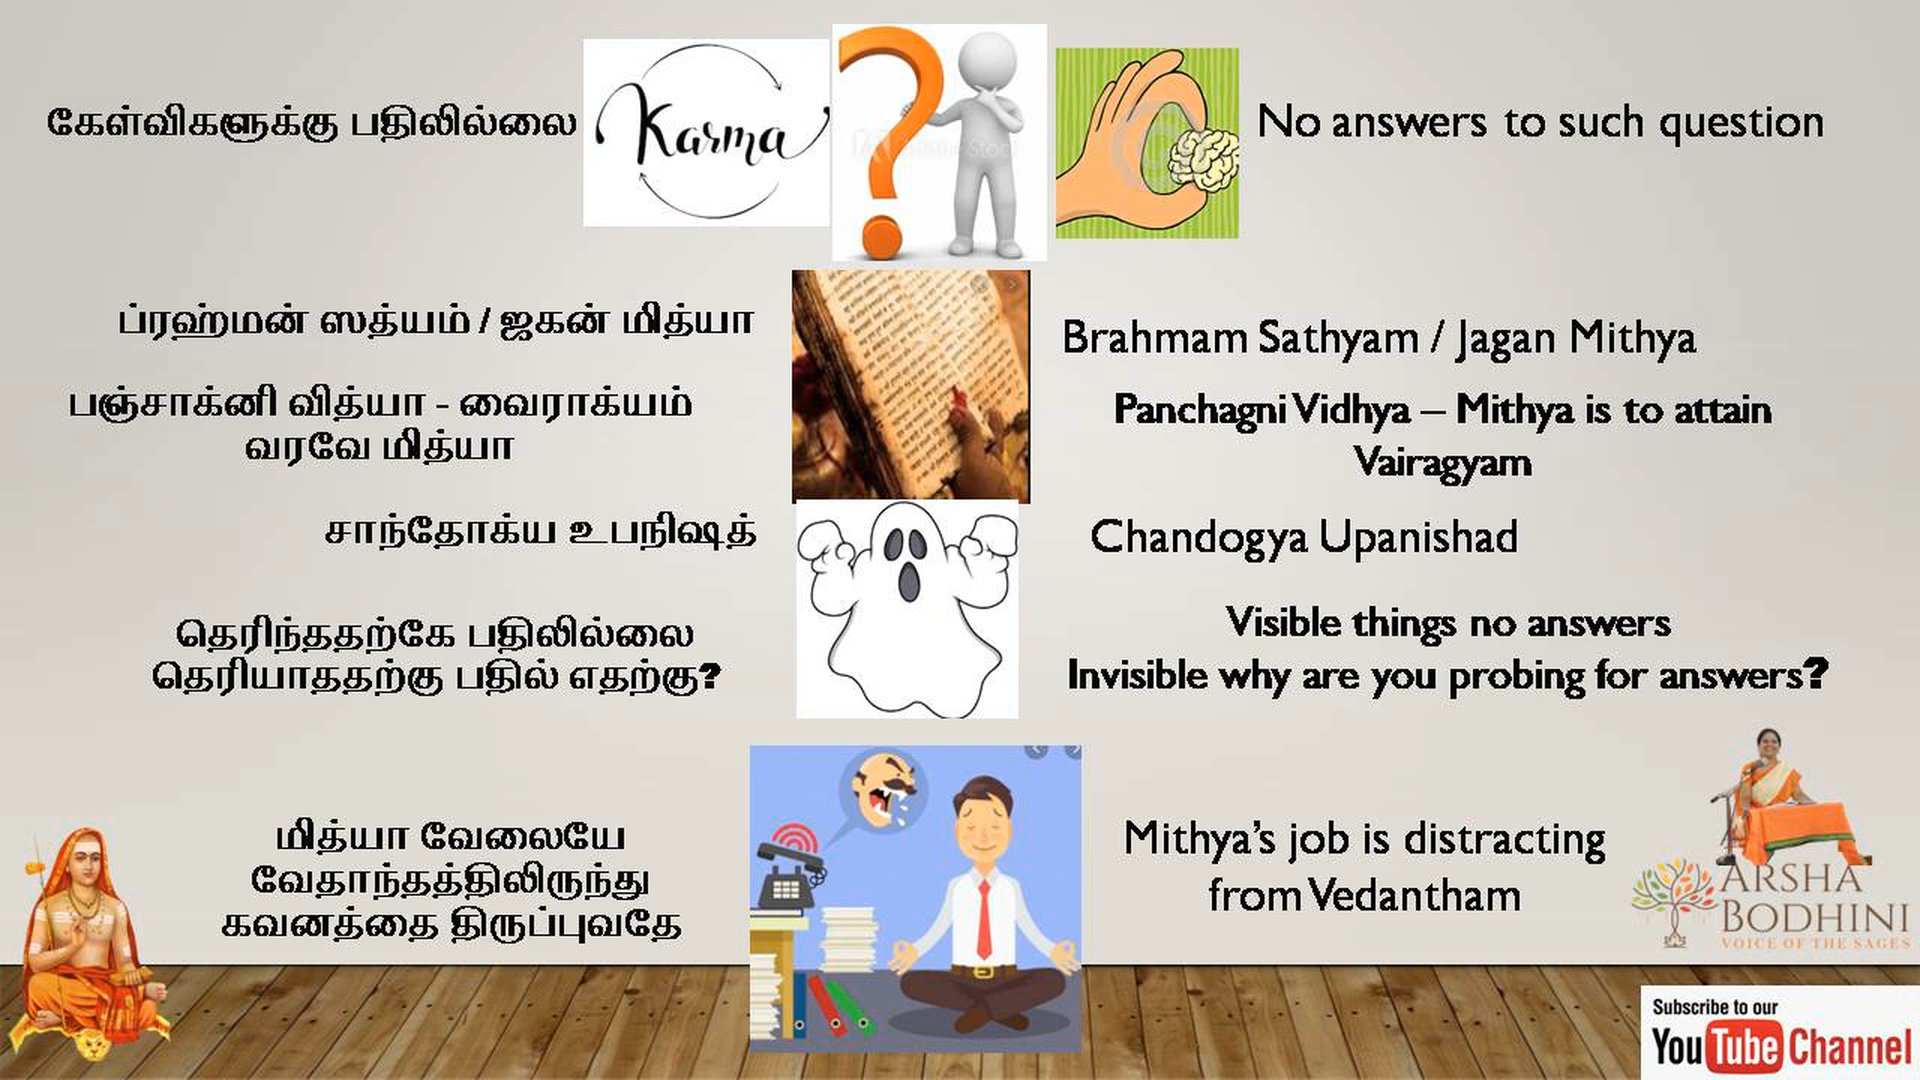 கேள்விகளுக்கு பதிலில்லை
Karma
No answers to such question
ப்ரஹ்மன் ஸத்யம் / ஜகன் மித்யா
Brahmam Sathyam / Jagan Mithya
பஞ்சாக்னி வித்யா - வைராக்யம்
வரவே மித்யா
Panchagni Vidhya – Mithya is to attain
Vairagyam
சாந்தோக்ய உபநிஷத்
Chandogya Upanishad
தெரிந்ததற்கே பதிலில்லை
தெரியாததற்கு பதில் எதற்கு?
Visible things no answers
Invisible why are you probing for answers?
மித்யா வேலையே
வேதாந்தத்திலிருந்து
கவனத்தை திருப்புவதே
Mithya's job is distracting
from Vedantham
ARSHA
BODHINI
VOICE OF THE SAGES
Subscribe to our
YouTube Channel